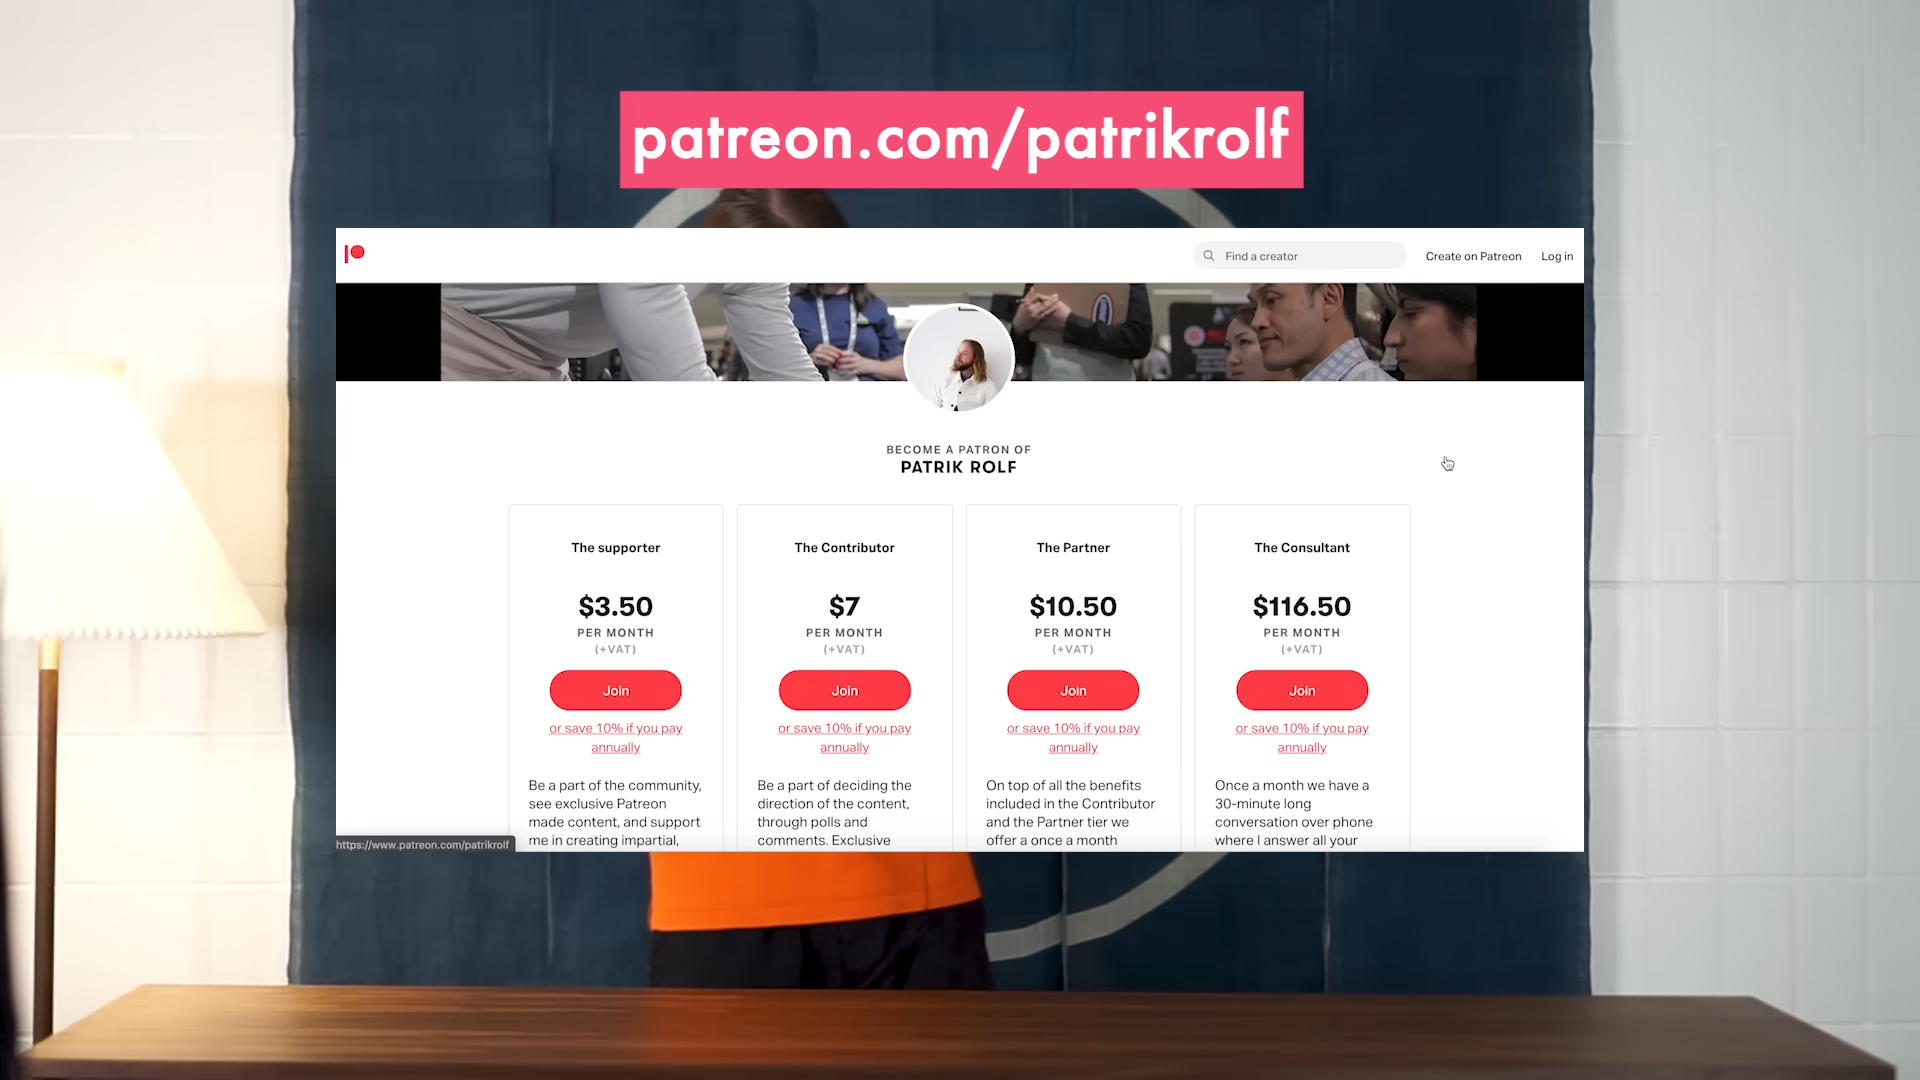 patreon.com/patrikrolf
Find a creator
Create on Patreon
Log in
BECOME A PATRON OF
PATRIK ROLF
The supporter
$3.50
PER MONTH
(+VAT)
Join
or save 10% if you pay
annually
Be a part of the community,
see exclusive Patreon
made content, and support
me in creating impartial,
The Contributor
$7
PER MONTH
(+VAT)
Join
or save 10% if you pay
annually
Be a part of deciding the
direction of the content,
through polls and
comments. Exclusive
The Partner
$10.50
PER MONTH
(+VAT)
Join
or save 10% if you pay
annually
On top of all the benefits
included in the Contributor
and the Partner tier we
offer a once a month
The Consultant
$116.50
PER MONTH
(+VAT)
Join
or save 10% if you pay
annually
Once a month we have a
30-minute long
conversation over phone
where I answer all your
https://www.patreon.com/patrikrolf